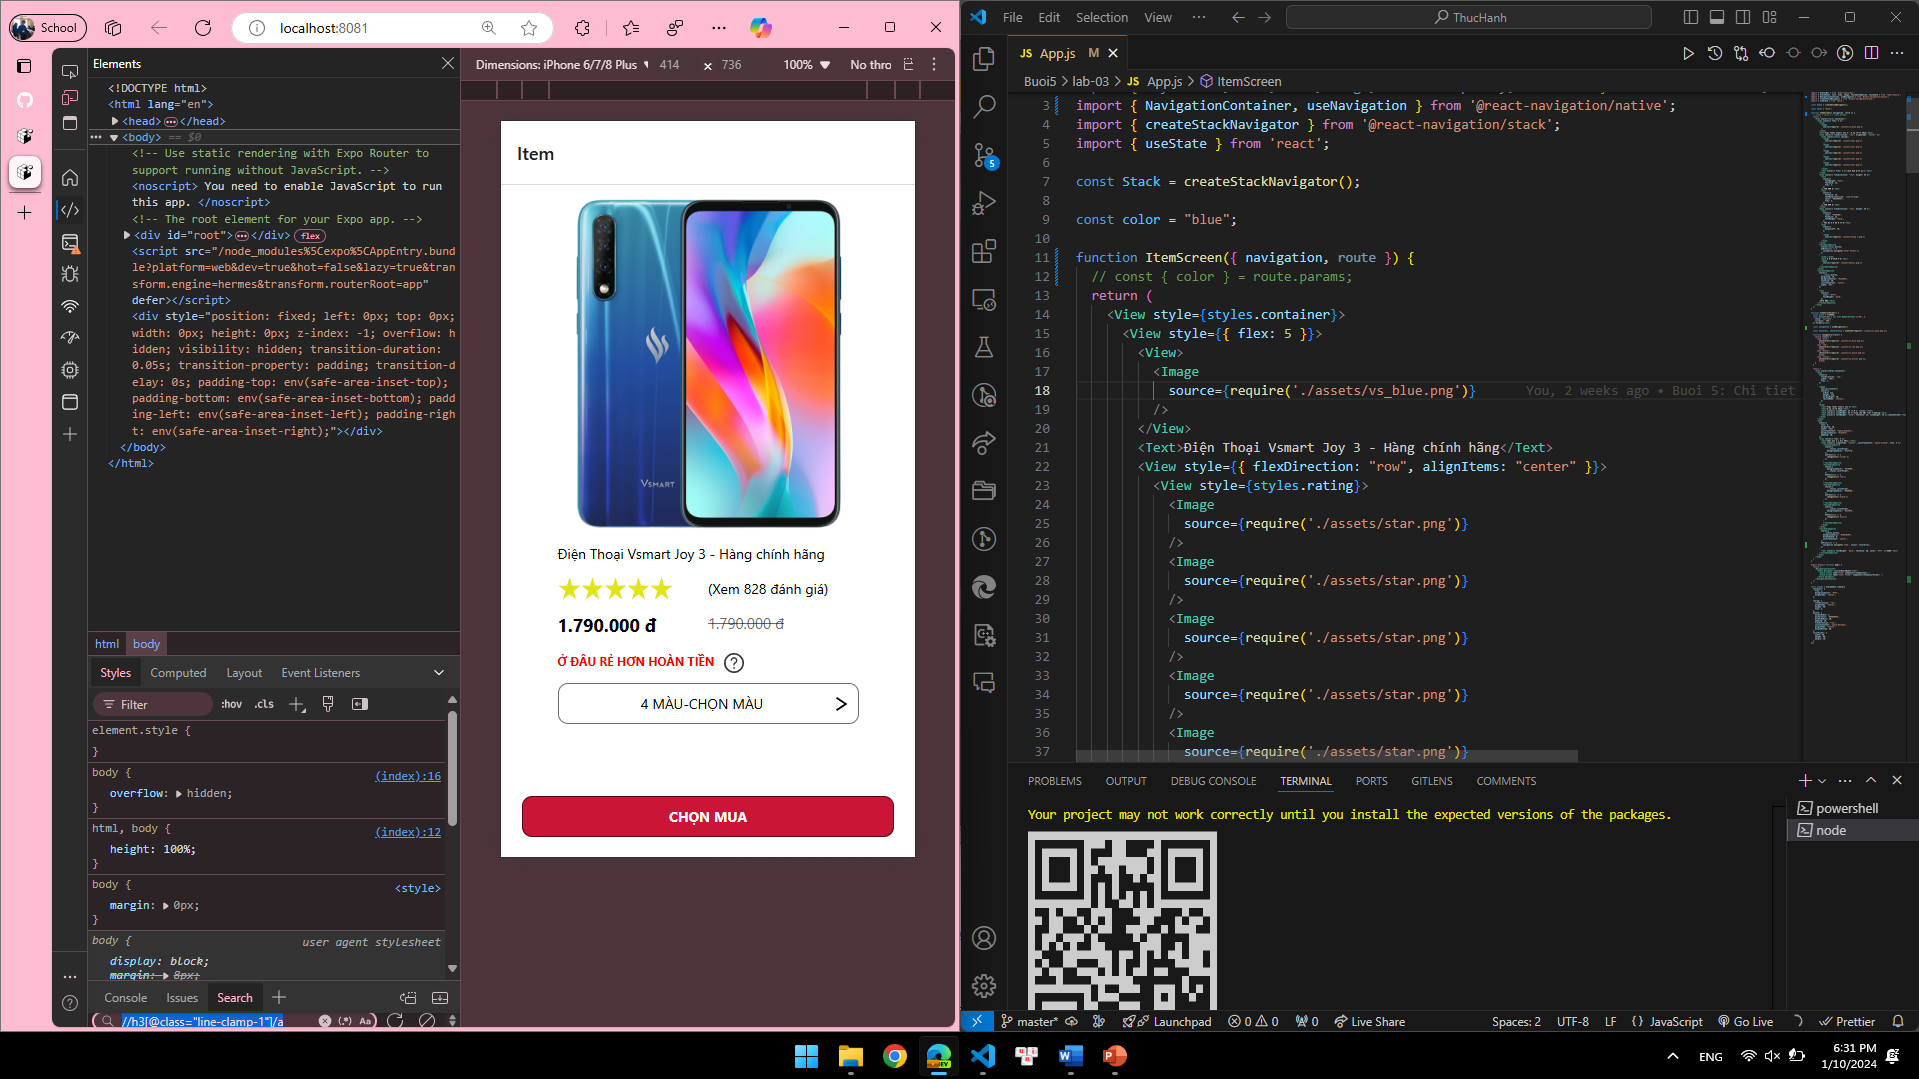 School
localhost:8081
Elements
<!DOCTYPE html>
<html lang="en">
<head> </head>
<body> == $0
<!-- Use static rendering with Expo Router to
support running without JavaScript. -->
<noscript> You need to enable JavaScript to run
this app. </noscript>
<!-- The root element for your Expo app. -->
<div id="root"> </div> flex
<script src="/node_modules%5Cexpo%5CAppEntry.bund
le?platform=web&dev=true&hot=false&lazy=true&tran
sform.engine=hermes&transform.routerRoot=app"
defer></script>
<div style="position: fixed; left: 0px; top: 0px;
width: 0px; height: 0px; z-index: -1; overflow: h
idden; visibility: hidden; transition-duration:
0.05s; transition-property: padding; transition-d
elay: 0s; padding-top: env(safe-area-inset-top);
padding-bottom: env(safe-area-inset-bottom); padd
ing-left: env(safe-area-inset-left); padding-righ
t: env(safe-area-inset-right);"></div>
</body>
</html>
html body
Styles Computed Layout Event Listeners
Filter :hov .cls
element.style {
}
body { (index):16
overflow: hidden;
}
html, body { (index):12
height: 100%;
}
body { <style>
margin: 0px;
}
body { user agent stylesheet
display: block;
margin: 8px;
Console Issues Search
//h3[@class="line-clamp-1"]/a (.*) Aa
Dimensions: iPhone 6/7/8 Plus 414 × 736 100% No thro
Item
VSMART
Điện Thoại Vsmart Joy 3 - Hàng chính hãng
(Xem 828 đánh giá)
1.790.000 đ 1.790.000 đ
Ở ĐÂU RẺ HƠN HOÀN TIỀN ?
4 MÀU-CHỌN MÀU
CHỌN MUA
File Edit Selection View ThucHanh
JS App.js M
Buoi5 > lab-03 > JS App.js > ItemScreen
3 import { NavigationContainer, useNavigation } from '@react-navigation/native';
4 import { createStackNavigator } from '@react-navigation/stack';
5 import { useState } from 'react';
6
7 const Stack = createStackNavigator();
8
9 const color = "blue";
10
11 function ItemScreen({ navigation, route }) {
12 // const { color } = route.params;
13 return (
14 <View style={styles.container}>
15 <View style={{ flex: 5 }}>
16 <View>
17 <Image
18 source={require('./assets/vs_blue.png')} You, 2 weeks ago • Buoi 5: Chi tiet
19 />
20 </View>
21 <Text>Điện Thoại Vsmart Joy 3 - Hàng chính hãng</Text>
22 <View style={{ flexDirection: "row", alignItems: "center" }}>
23 <View style={styles.rating}>
24 <Image
25 source={require('./assets/star.png')}
26 />
27 <Image
28 source={require('./assets/star.png')}
29 />
30 <Image
31 source={require('./assets/star.png')}
32 />
33 <Image
34 source={require('./assets/star.png')}
35 />
36 <Image
37 source={require('./assets/star.png')}
5
PROBLEMS OUTPUT DEBUG CONSOLE TERMINAL PORTS GITLENS COMMENTS
Your project may not work correctly until you install the expected versions of the packages.
powershell
node
master* Launchpad 0 0 0 Live Share Spaces: 2 UTF-8 LF {} JavaScript Go Live Prettier
ENG
6:31 PM
1/10/2024